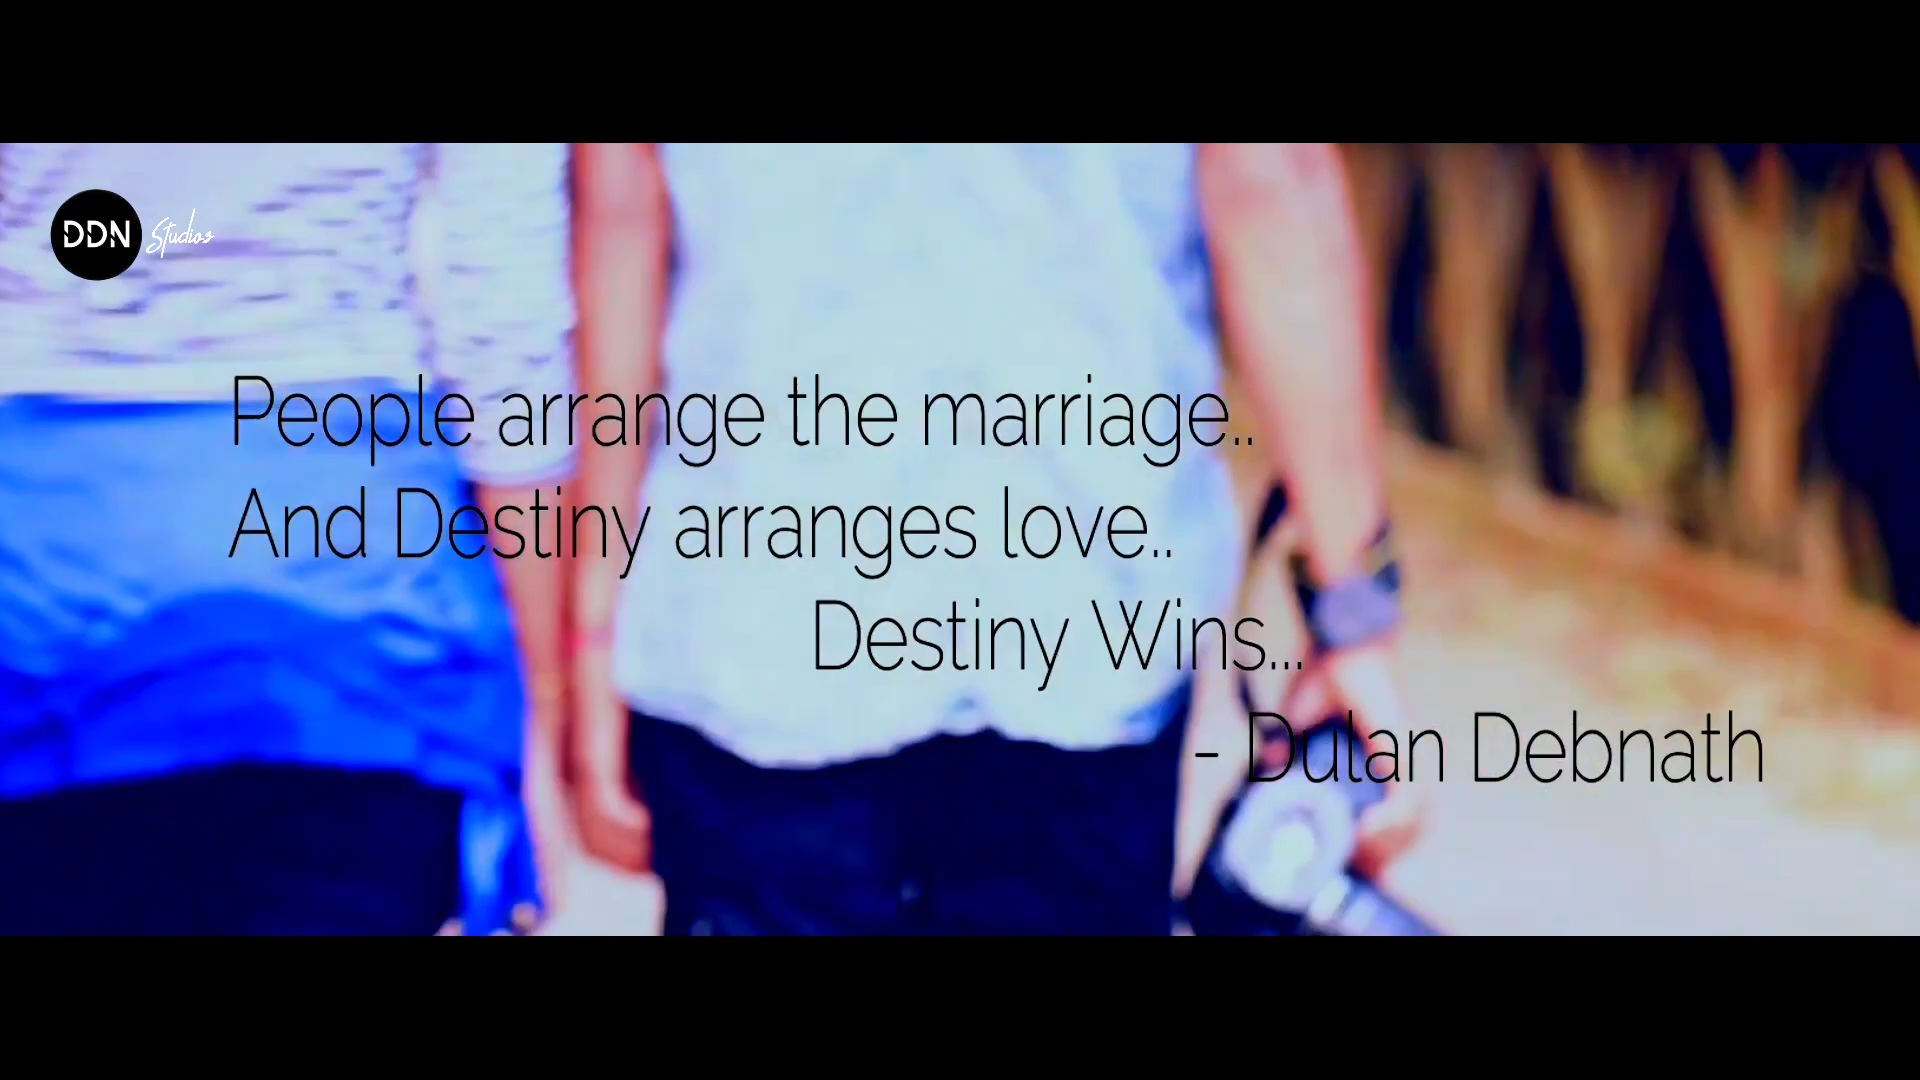 DDN Studios
People arrange the marriage..
And Destiny arranges love..
Destiny Wins...
- Dulan Debnath